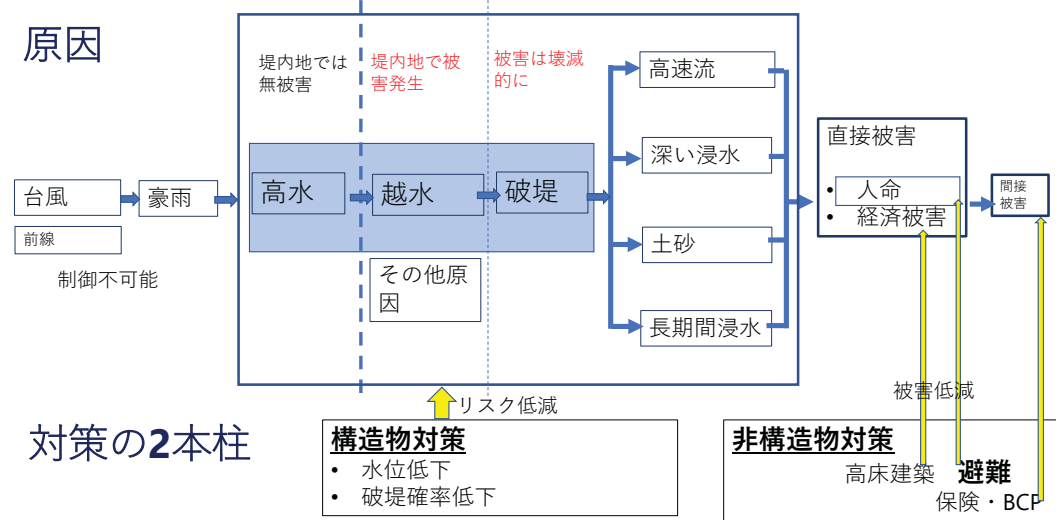 原因
堤内地では
無被害
堤内地で被
害発生
被害は壊滅
的に
高速流
深い浸水
土砂
長期間浸水
台風
前線
豪雨
制御不可能
高水
越水
破堤
その他原
因
直接被害
• 人命
• 経済被害
間接
被害
リスク低減
被害低減
対策の2本柱
構造物対策
• 水位低下
• 破堤確率低下
非構造物対策
高床建築
避難
保険・BCP